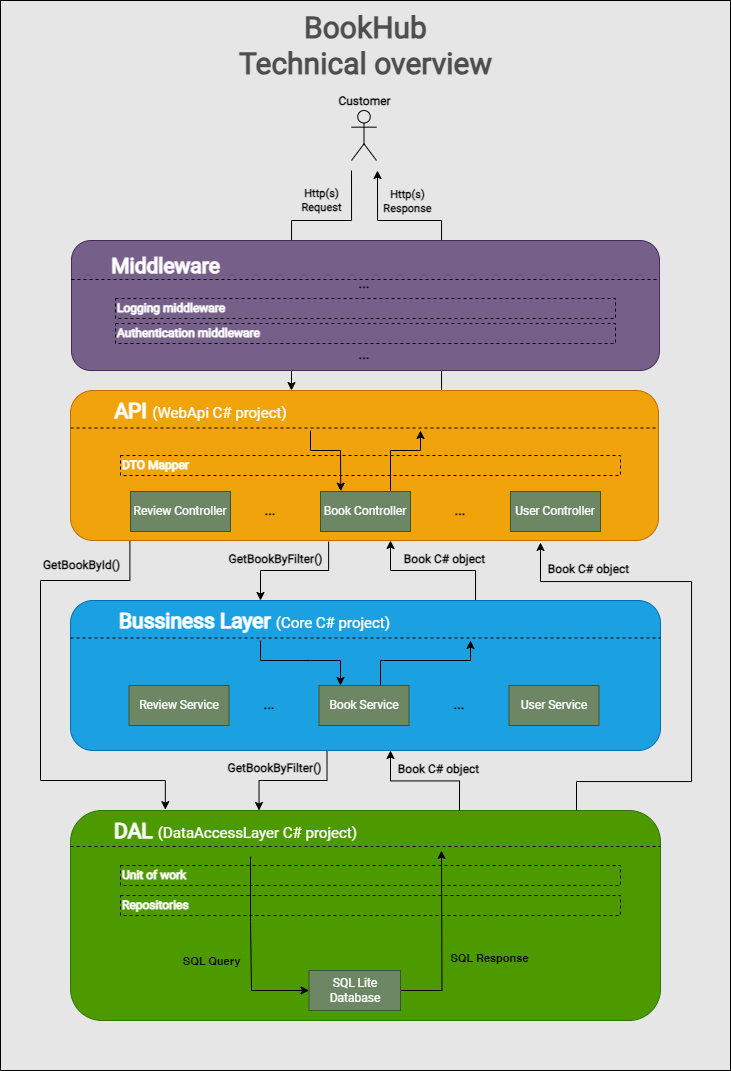 BookHub
Technical overview
Customer
Http(s)
Request
Http(s)
Response
Middleware
...
Logging middleware
Authentication middleware
...
API (WebApi C# project)
DTO Mapper
Review Controller
...
Book Controller
...
User Controller
GetBookById()
GetBookByFilter()
Book C# object
Book C# object
Bussiness Layer (Core C# project)
Review Service
...
Book Service
...
User Service
GetBookByFilter()
Book C# object
DAL (DataAccessLayer C# project)
Unit of work
Repositories
SQL Query
SQL Response
SQL Lite
Database